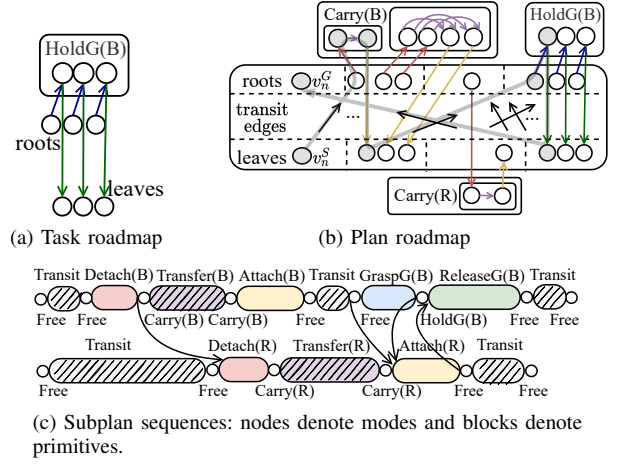 HoldG(B)
roots
leaves
(a) Task roadmap
Carry(B)
HoldG(B)
roots
v_n^G
transit
edges
...
...
...
leaves
v_n^S
Carry(R)
(b) Plan roadmap
Transit Detach(B) Transfer(B) Attach(B) Transit GraspG(B) ReleaseG(B) Transit
Free Free Carry(B) Carry(B) Free Free HoldG(B) Free Free
Transit Detach(R) Transfer(R) Attach(R) Transit
Free Free Carry(R) Carry(R) Free Free
(c) Subplan sequences: nodes denote modes and blocks denote
primitives.